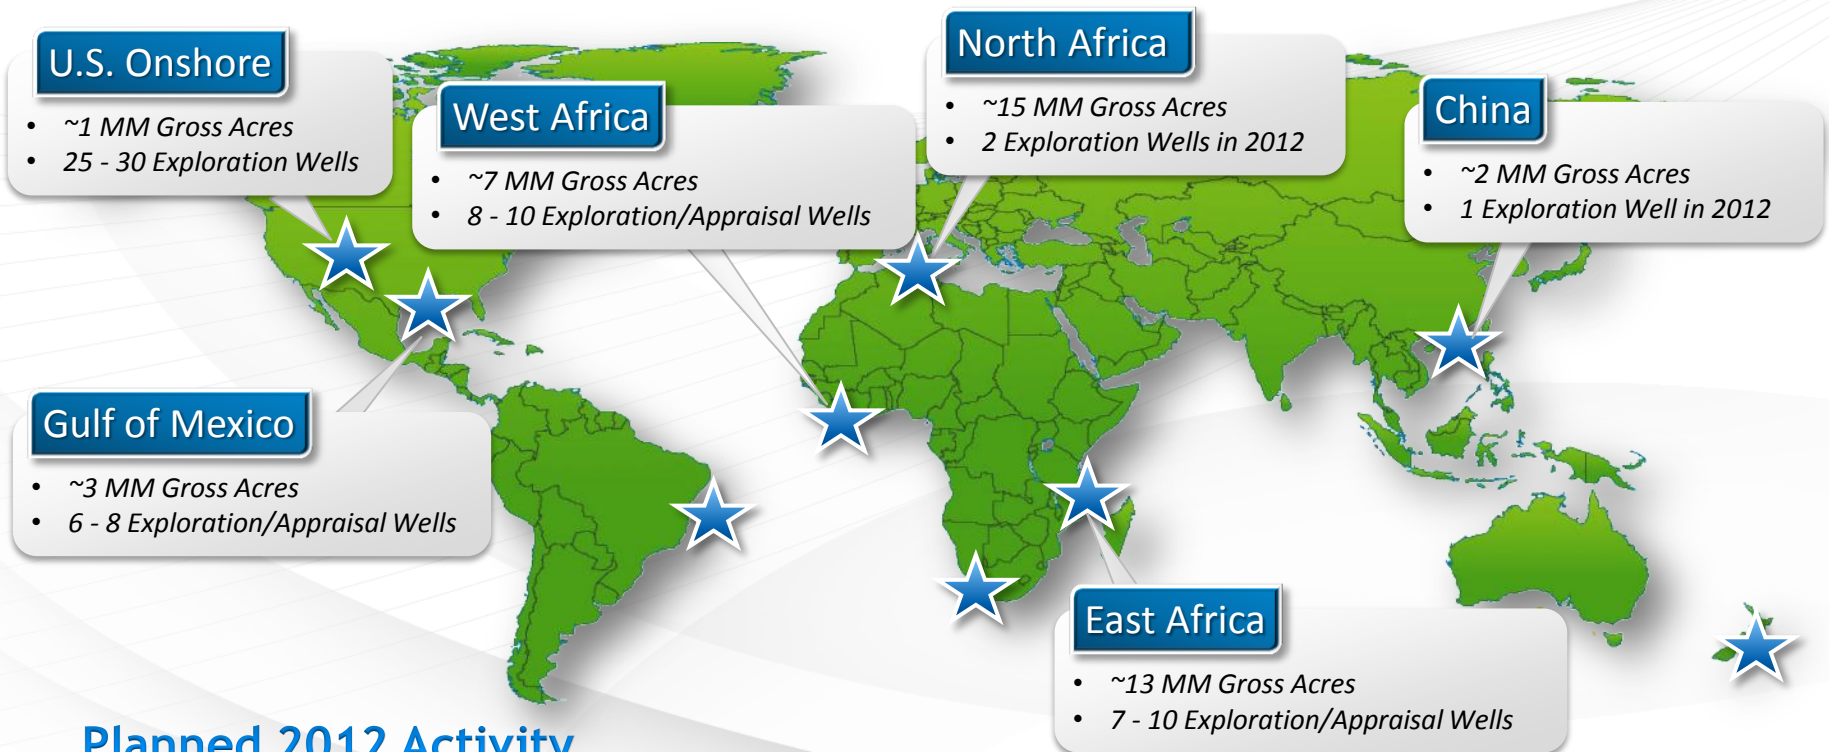 U.S. Onshore
• ~1 MM Gross Acres
• 25 - 30 Exploration Wells
West Africa
• ~7 MM Gross Acres
• 8 - 10 Exploration/Appraisal Wells
North Africa
• ~15 MM Gross Acres
• 2 Exploration Wells in 2012
China
• ~2 MM Gross Acres
• 1 Exploration Well in 2012
Gulf of Mexico
• ~3 MM Gross Acres
• 6 - 8 Exploration/Appraisal Wells
East Africa
• ~13 MM Gross Acres
• 7 - 10 Exploration/Appraisal Wells
Planned 2012 Activity